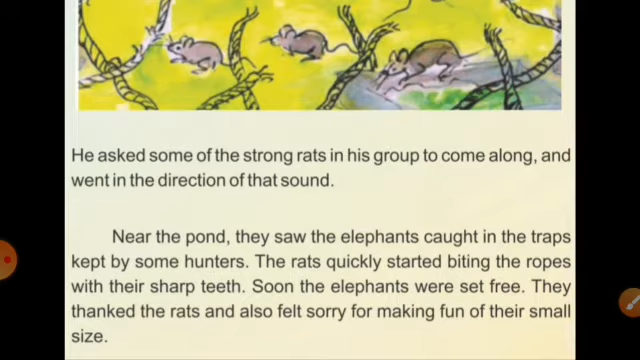 He asked some of the strong rats in his group to come along, and
went in the direction of that sound.
Near the pond, they saw the elephants caught in the traps
kept by some hunters. The rats quickly started biting the ropes
with their sharp teeth. Soon the elephants were set free. They
thanked the rats and also felt sorry for making fun of their small
size.